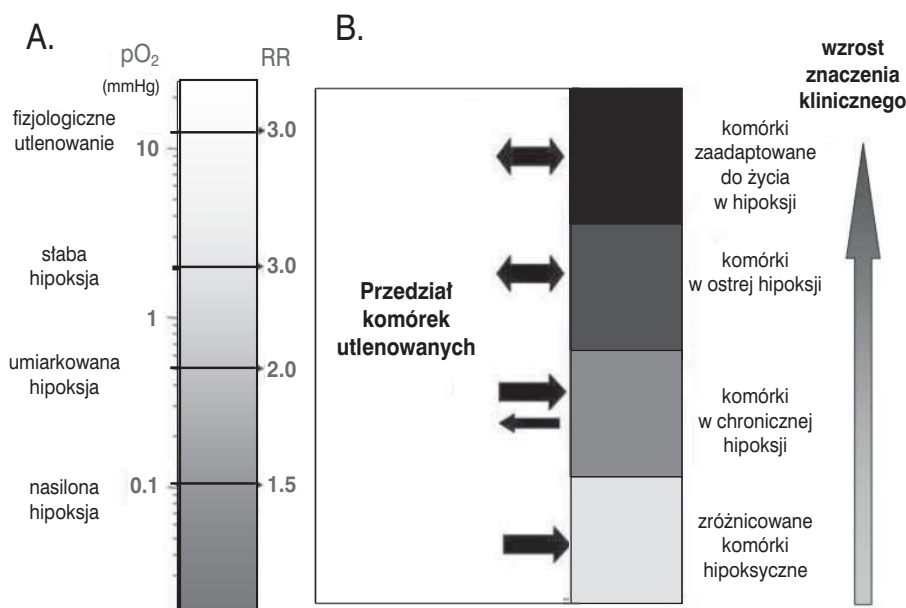 A.
pO₂
(mmHg)
RR
fizjologiczne
utlenowanie
3.0
10
słaba
hipoksja
3.0
1
umiarkowana
hipoksja
2.0
0.1
nasilona
hipoksja
1.5
B.
Przedział
komórek
utlenowanych
komórki
zaadaptowane
do życia
w hipoksji
komórki
w ostrej hipoksji
komórki
w chronicznej
hipoksji
zróżnicowane
komórki
hipoksyczne
wzrost
znaczenia
klinicznego